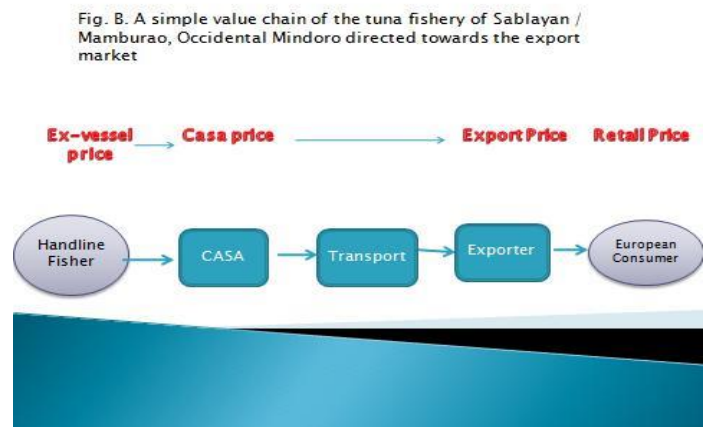 Fig. B. A simple value chain of the tuna fishery of Sablayan /
Mamburao, Occidental Mindoro directed towards the export
market
Ex-vessel
price
Casa price
Export Price
Retail Price
Handline
Fisher
CASA
Transport
Exporter
European
Consumer